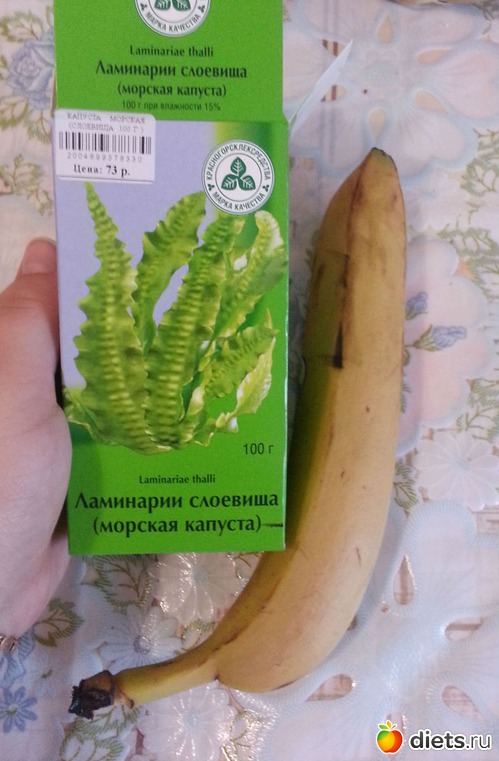 МАРКА КАЧЕСТВА
Laminariae thalli
Ламинарии слоевища
(морская капуста)
100 г при влажности 15%
КАПУСТА МОРСКАЯ
(СЛОЕВИЩА 100 Г)
2004699378330
Цена: 73 р.
КРАСНОГОРСКЛЕКСРЕДСТВА
МАРКА КАЧЕСТВА
100 г
Laminariae thalli
Ламинарии слоевища
(морская капуста)
diets.ru